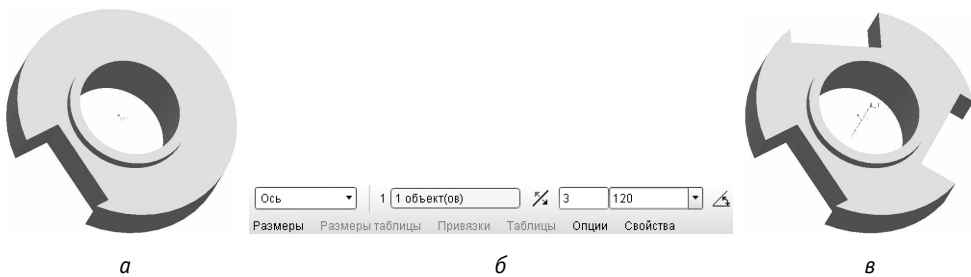 Ось 1 1 объект(ов) 3 120
Размеры Размеры таблицы Привязки Таблицы Опции Свойства
а б в